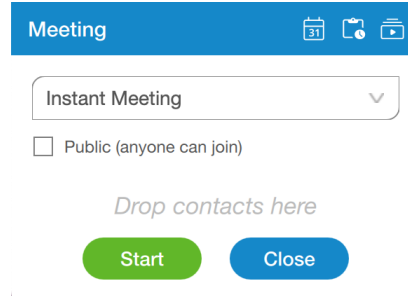 Meeting
31
Instant Meeting
Public (anyone can join)
Drop contacts here
Start
Close